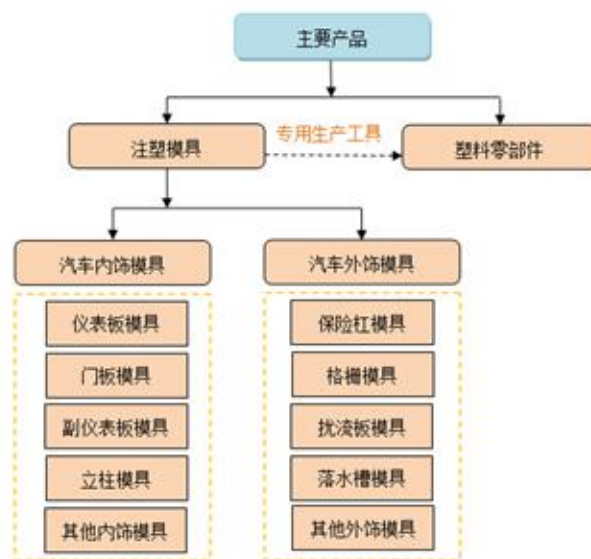 主要产品
注塑模具
专用生产工具
塑料零部件
汽车内饰模具
汽车外饰模具
仪表板模具
门板模具
副仪表板模具
立柱模具
其他内饰模具
保险杠模具
格栅模具
扰流板模具
落水槽模具
其他外饰模具